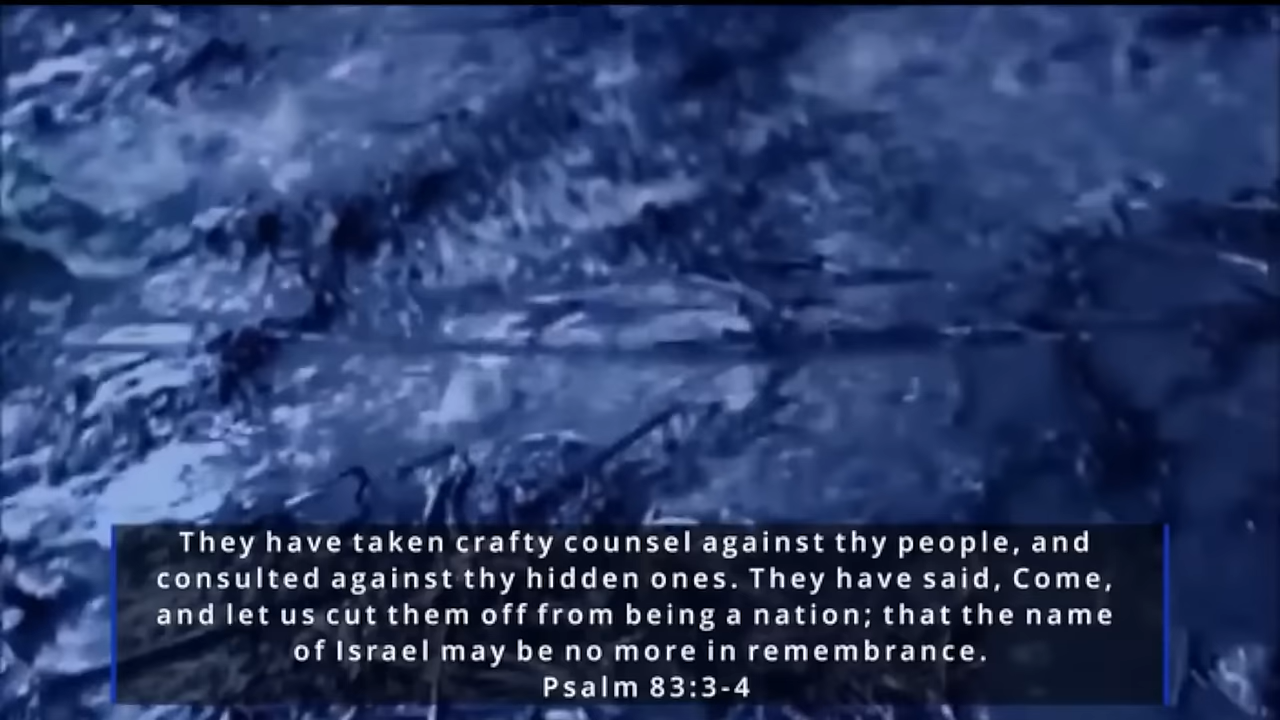 They have taken crafty counsel against thy people, and
consulted against thy hidden ones. They have said, Come,
and let us cut them off from being a nation; that the name
of Israel may be no more in remembrance.
Psalm 83:3-4